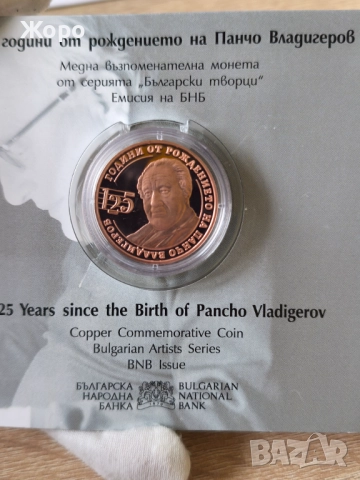 Жоро
години от рождението на Панчо Владигеров
Медна възпоменателна монета
от серията „Български творци“
Емисия на БНБ
125
ГОДИНИ ОТ РОЖДЕНИЕТО НА ПАНЧО ВЛАДИГЕРОВ
25 Years since the Birth of Pancho Vladigerov
Copper Commemorative Coin
Bulgarian Artists Series
BNB Issue
БЪЛГАРСКА
НАРОДНА
БАНКА
BULGARIAN
NATIONAL
BANK
BAZAR